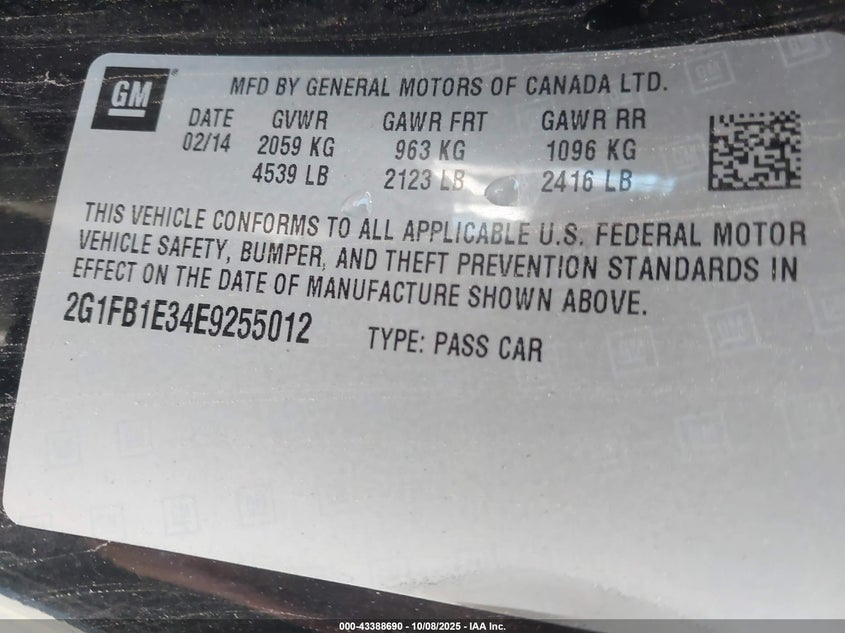 GM
MFD BY GENERAL MOTORS OF CANADA LTD.
DATE GVWR GAWR FRT GAWR RR
02/14 2059 KG 963 KG 1096 KG
4539 LB 2123 LB 2416 LB
THIS VEHICLE CONFORMS TO ALL APPLICABLE U.S. FEDERAL MOTOR
VEHICLE SAFETY, BUMPER, AND THEFT PREVENTION STANDARDS IN
EFFECT ON THE DATE OF MANUFACTURE SHOWN ABOVE.
2G1FB1E34E9255012 TYPE: PASS CAR
000-43388690 - 10/08/2025 - IAA Inc.